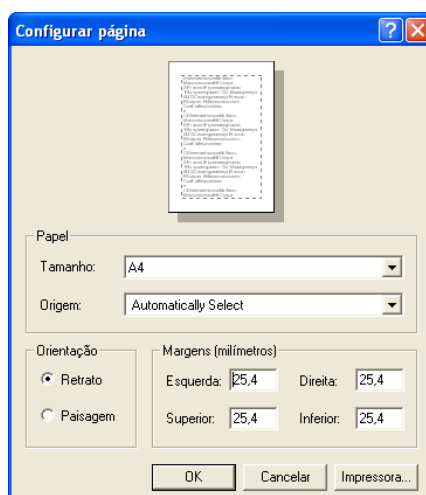 Configurar página
Papel
Tamanho: A4
Origem: Automatically Select
Orientação
Retrato
Paisagem
Margens (milímetros)
Esquerda: 25,4 Direita: 25,4
Superior: 25,4 Inferior: 25,4
OK Cancelar Impressora...